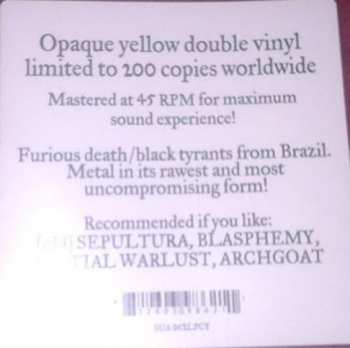 Opaque yellow double vinyl
limited to 200 copies worldwide
Mastered at 45 RPM for maximum
sound experience!
Furious death/black tyrants from Brazil.
Metal in its rawest and most
uncompromising form!
Recommended if you like:
SEPULTURA, BLASPHEMY,
WARLUST, ARCHGOAT